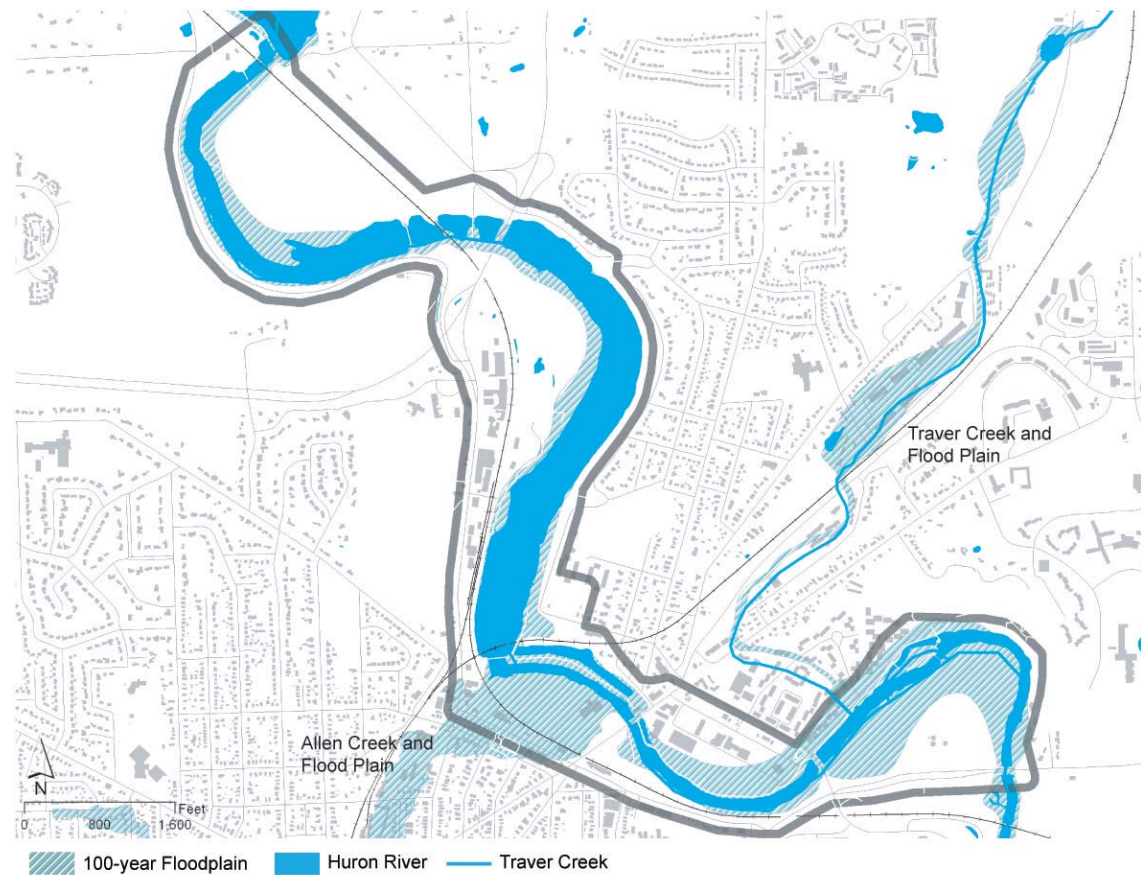 Traver Creek and
Flood Plain
Allen Creek and
Flood Plain
N
Feet
0 800 1,600
100-year Floodplain Huron River Traver Creek